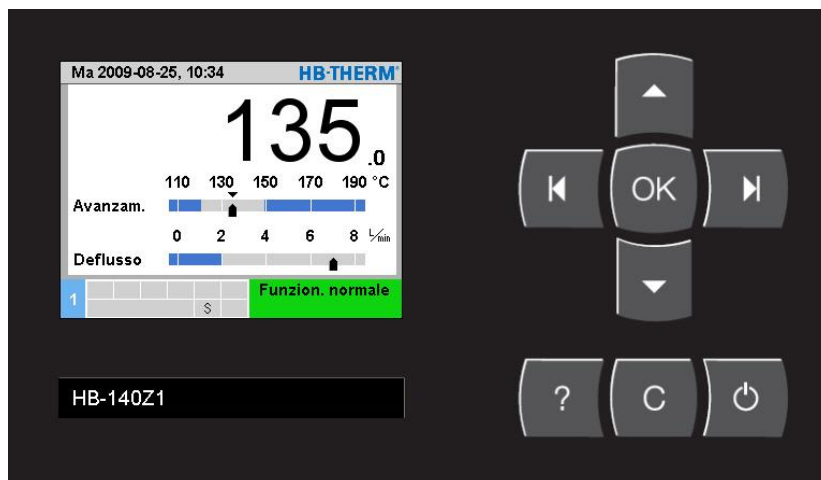 Ma 2009-08-25, 10:34 HB-THERM®
135.0
110 130 150 170 190 °C
Avanzam.
0 2 4 6 8 L/min
Deflusso
1 S Funzion. normale
HB-140Z1
OK
? C